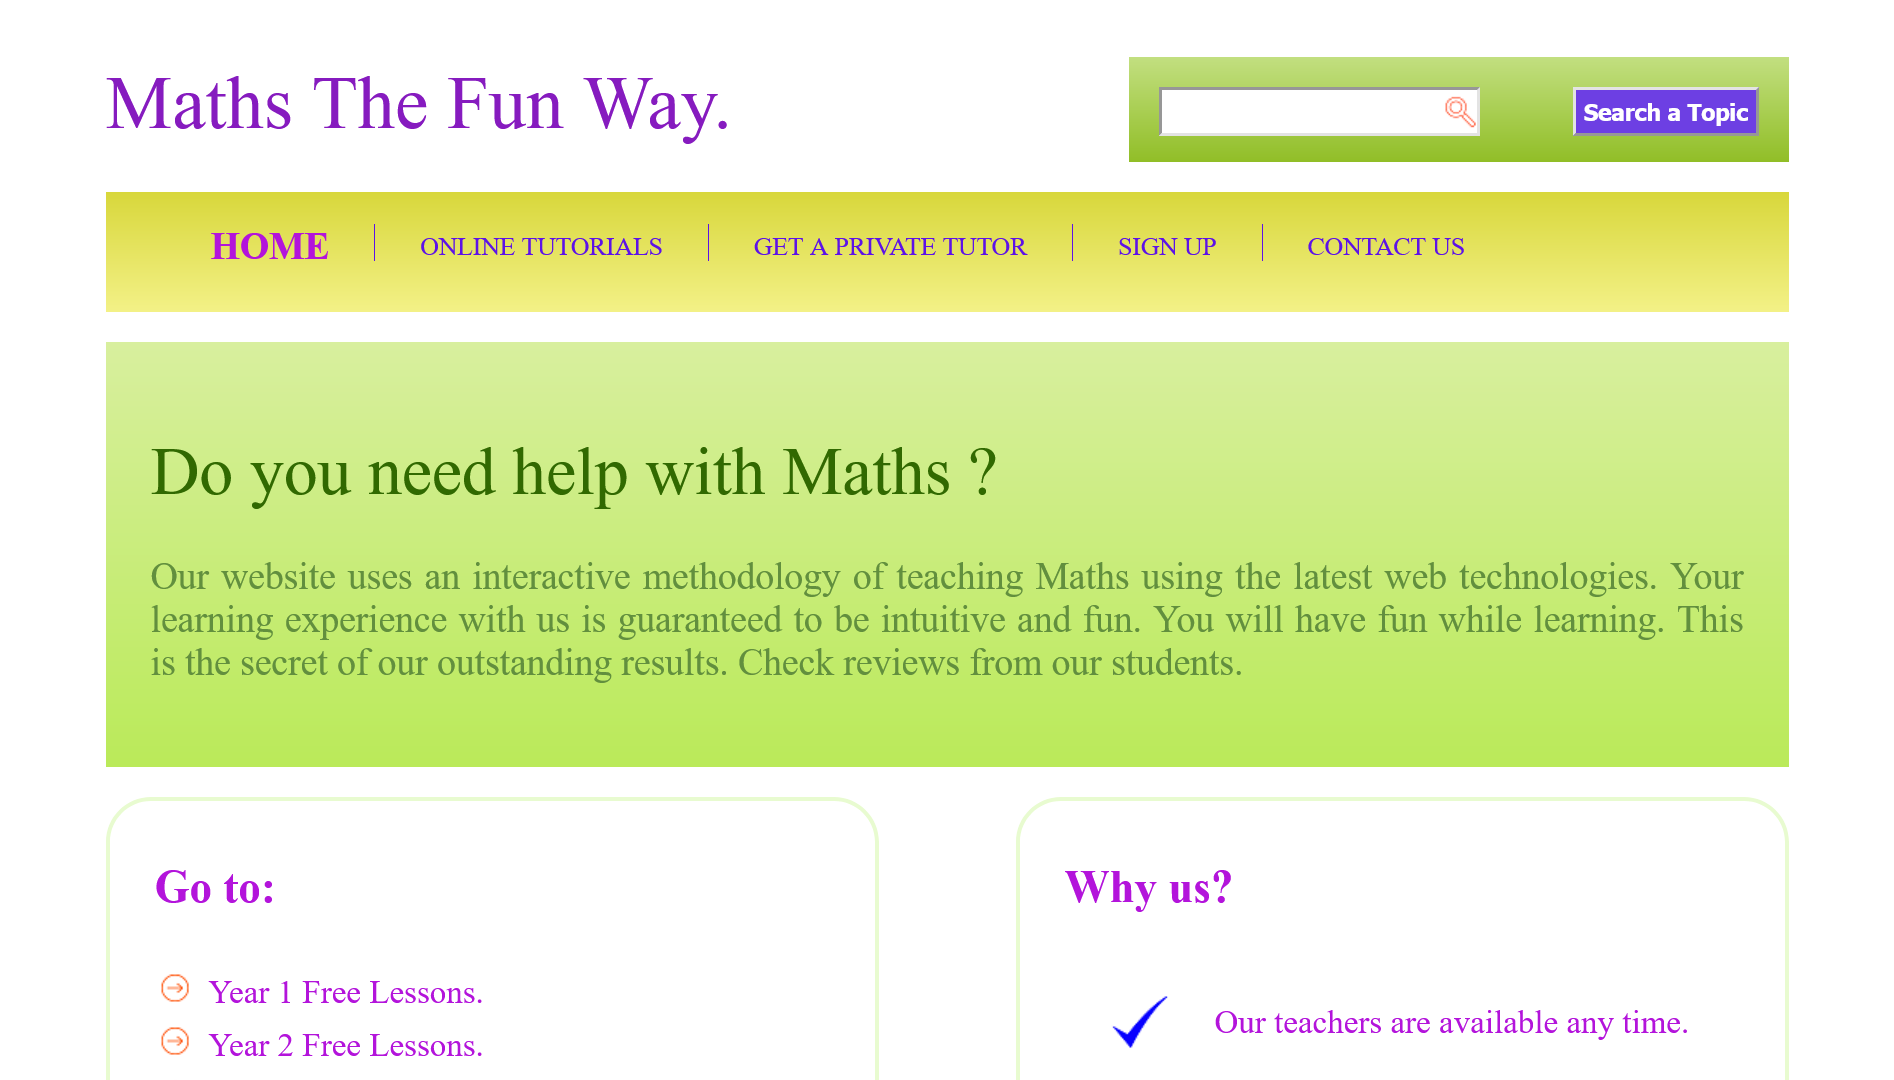 Maths The Fun Way.
Search a Topic
HOME
ONLINE TUTORIALS
GET A PRIVATE TUTOR
SIGN UP
CONTACT US
Do you need help with Maths ?
Our website uses an interactive methodology of teaching Maths using the latest web technologies. Your
learning experience with us is guaranteed to be intuitive and fun. You will have fun while learning. This
is the secret of our outstanding results. Check reviews from our students.
Go to:
Year 1 Free Lessons.
Year 2 Free Lessons.
Why us?
Our teachers are available any time.